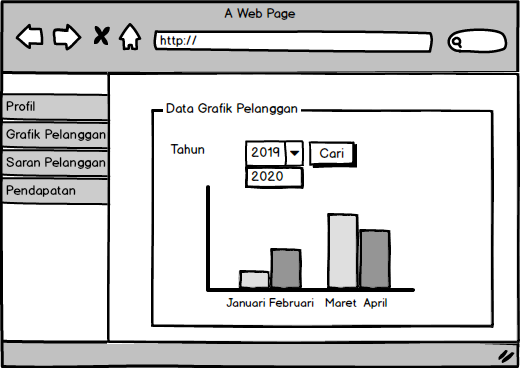 A Web Page
http://
Profil
Grafik Pelanggan
Saran Pelanggan
Pendapatan
Data Grafik Pelanggan
Tahun
2019
Cari
2020
Januari Februari Maret April